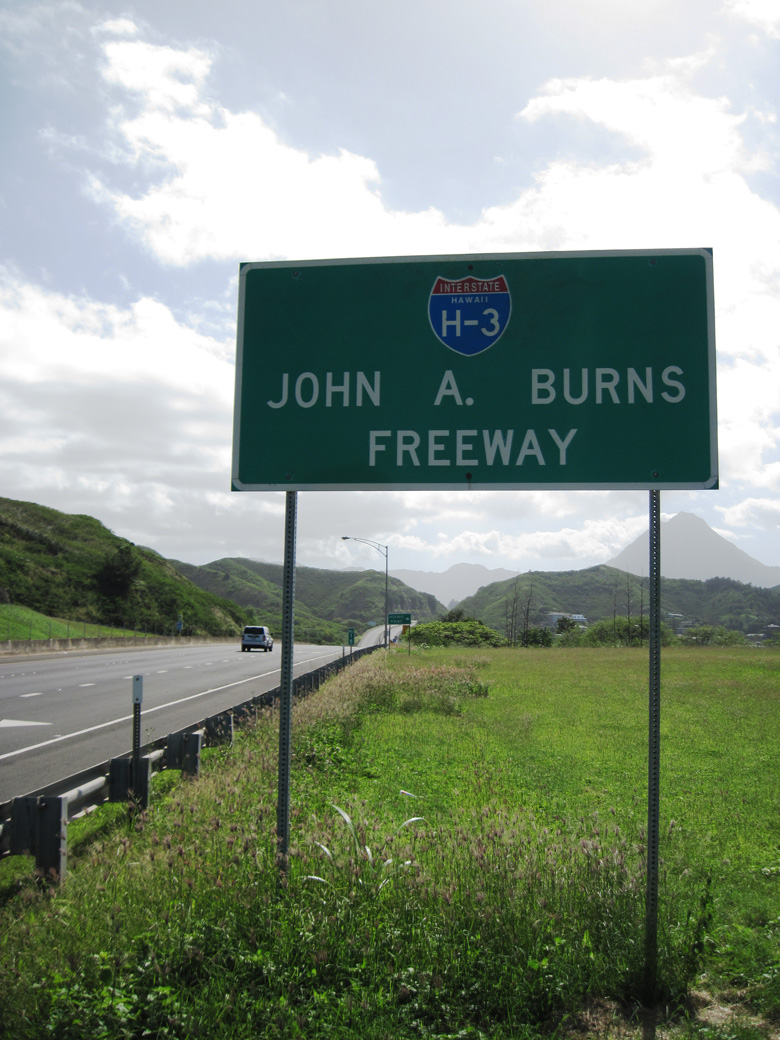 INTERSTATE
HAWAII
H-3
JOHN A. BURNS
FREEWAY